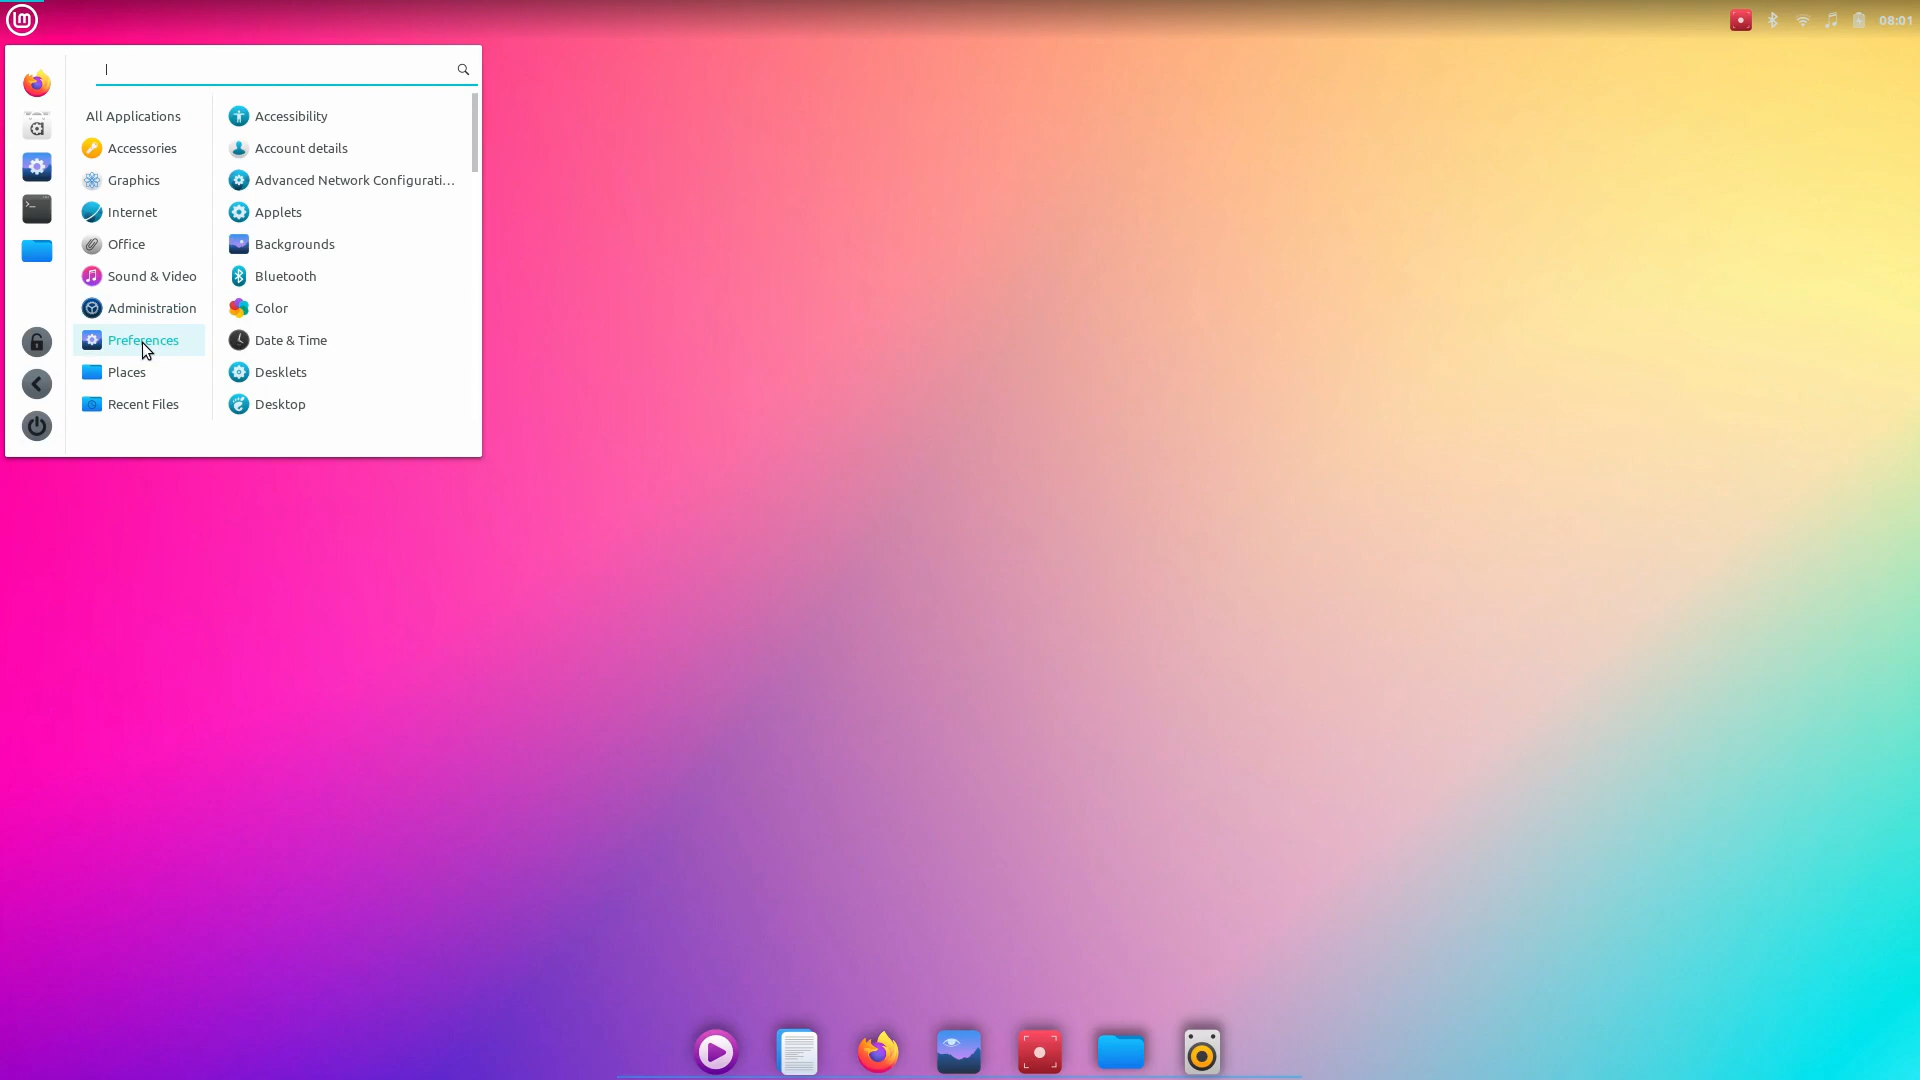 08:01
All Applications
Accessories
Graphics
Internet
Office
Sound & Video
Administration
Preferences
Places
Recent Files
Accessibility
Account details
Advanced Network Configurati...
Applets
Backgrounds
Bluetooth
Color
Date & Time
Desklets
Desktop